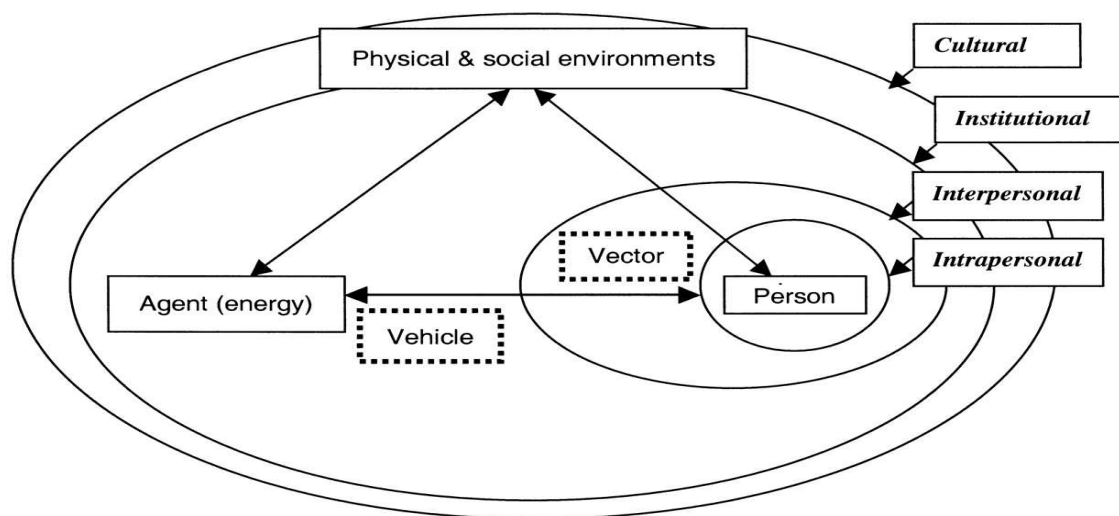 Physical & social environments
Cultural
Institutional
Interpersonal
Vector
Intrapersonal
Agent (energy)
Person
Vehicle